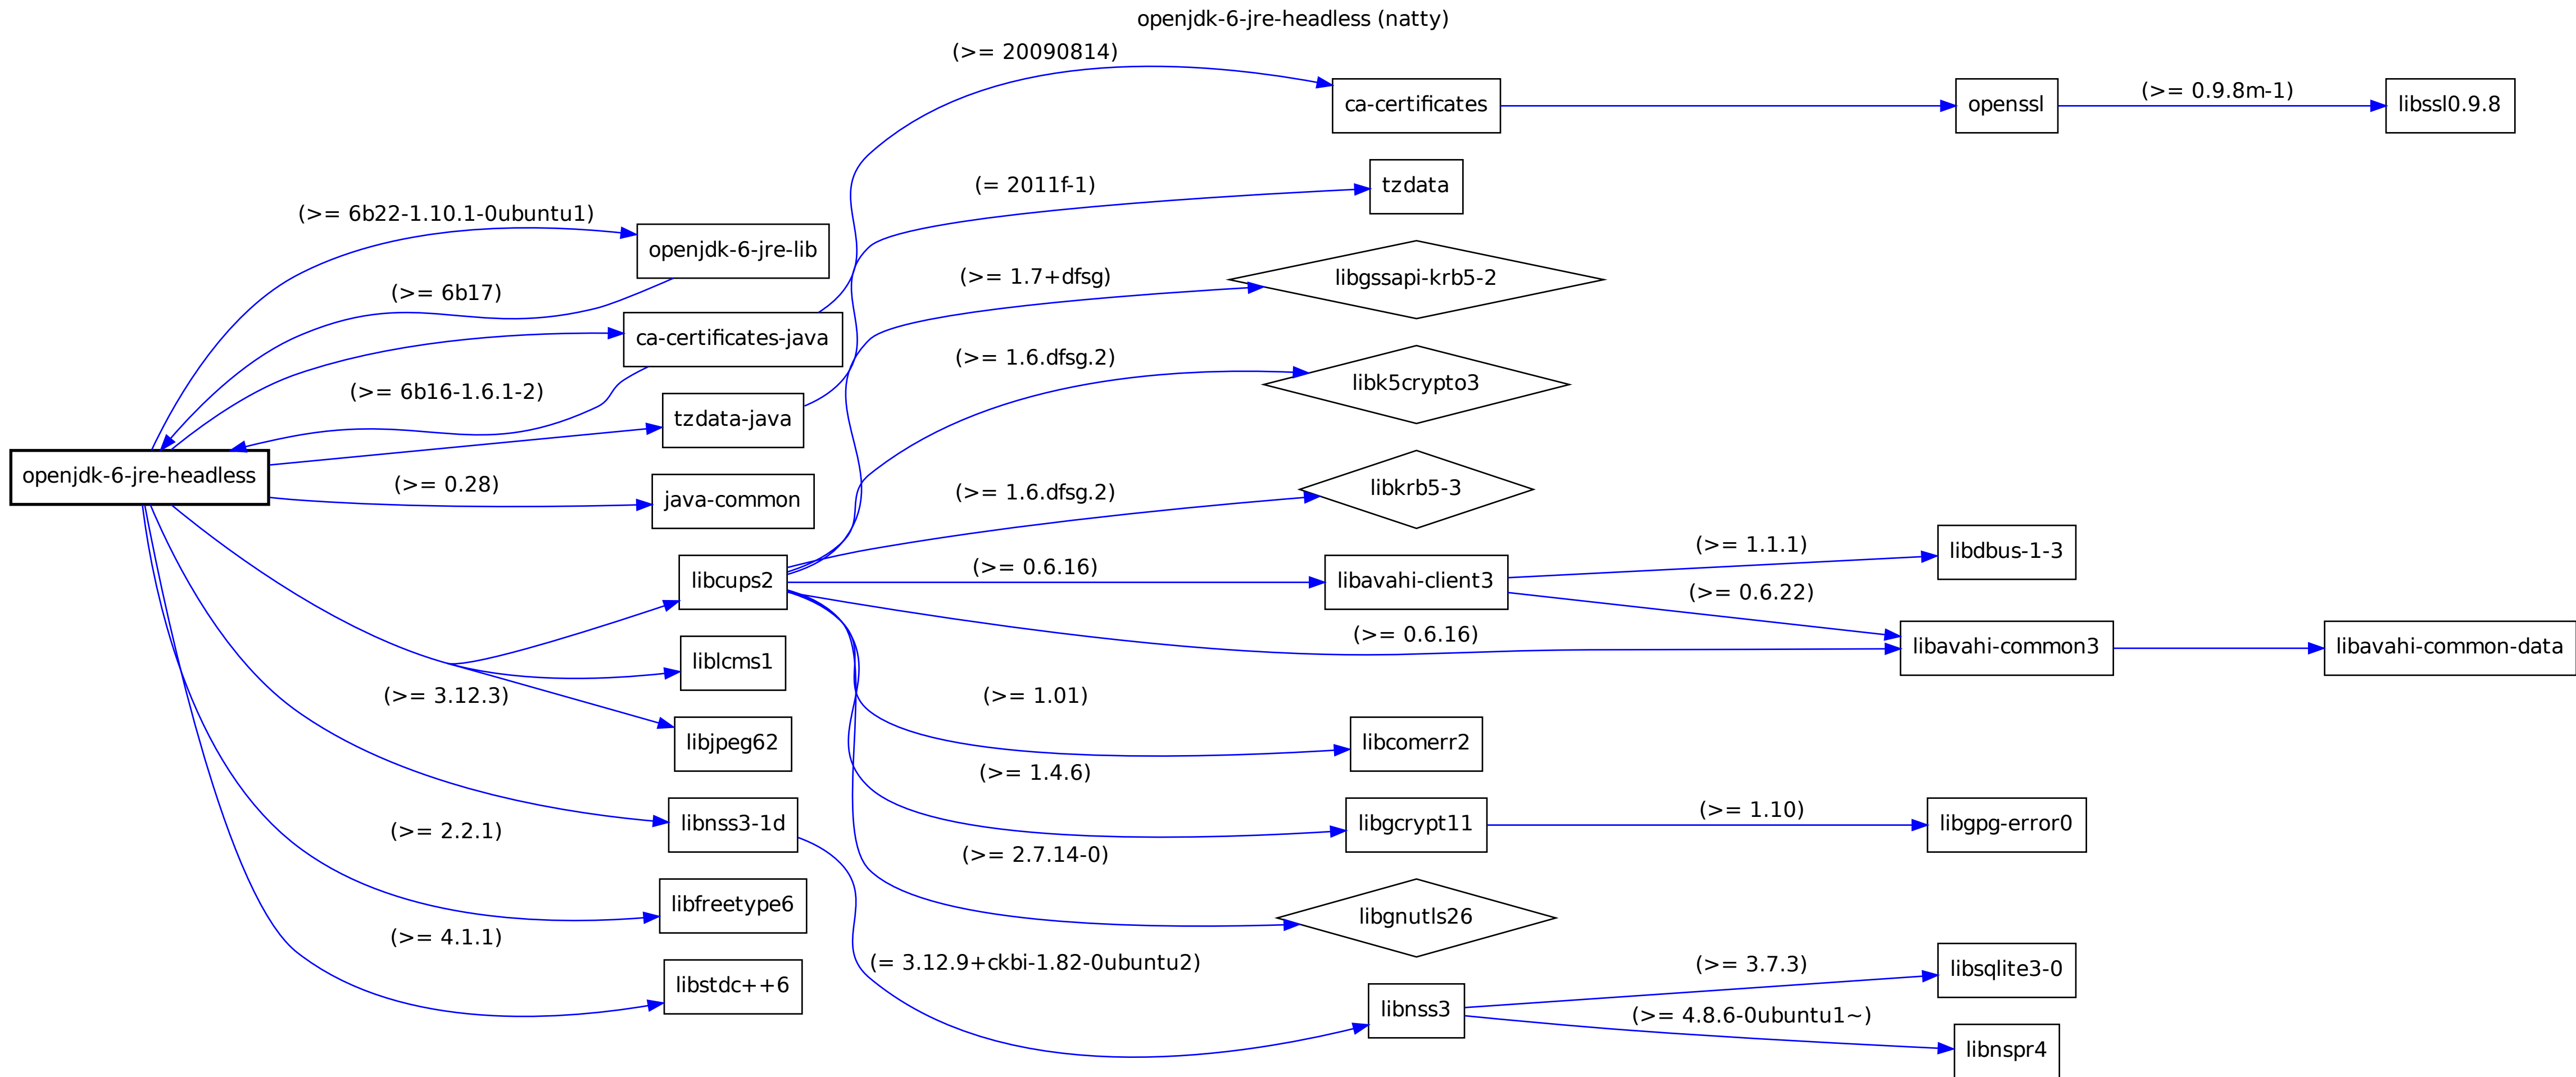 openjdk-6-jre-headless (natty)
(>= 20090814)
ca-certificates
openssl
(>= 0.9.8m-1)
libssl0.9.8
(= 2011f-1)
tzdata
(>= 6b22-1.10.1-0ubuntu1)
openjdk-6-jre-lib
(>= 1.7+dfsg)
libgssapi-krb5-2
(>= 6b17)
ca-certificates-java
(>= 1.6.dfsg.2)
libk5crypto3
(>= 6b16-1.6.1-2)
tzdata-java
openjdk-6-jre-headless
(>= 0.28)
java-common
(>= 1.6.dfsg.2)
libkrb5-3
libcups2
(>= 0.6.16)
libavahi-client3
(>= 1.1.1)
libdbus-1-3
(>= 0.6.22)
(>= 0.6.16)
libavahi-common3
libavahi-common-data
liblcms1
(>= 3.12.3)
(>= 1.01)
libjpeg62
libcomerr2
(>= 1.4.6)
libnss3-1d
libgcrypt11
(>= 1.10)
libgpg-error0
(>= 2.2.1)
(>= 2.7.14-0)
libfreetype6
libgnutls26
(>= 4.1.1)
(= 3.12.9+ckbi-1.82-0ubuntu2)
libstdc++6
libnss3
(>= 3.7.3)
libsqlite3-0
(>= 4.8.6-0ubuntu1~)
libnspr4